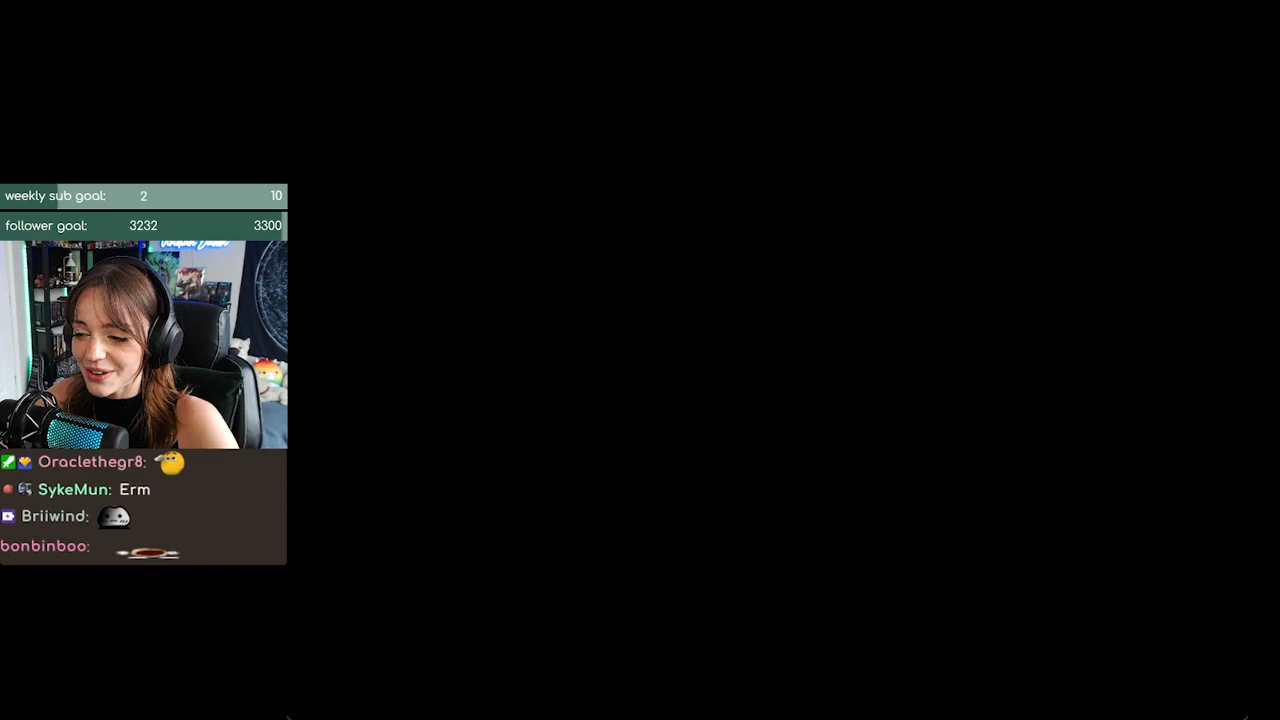 weekly sub goal: 2 10
follower goal: 3232 3300
Oraclethegr8:
SykeMun: Erm
Briiwind:
bonbinboo: